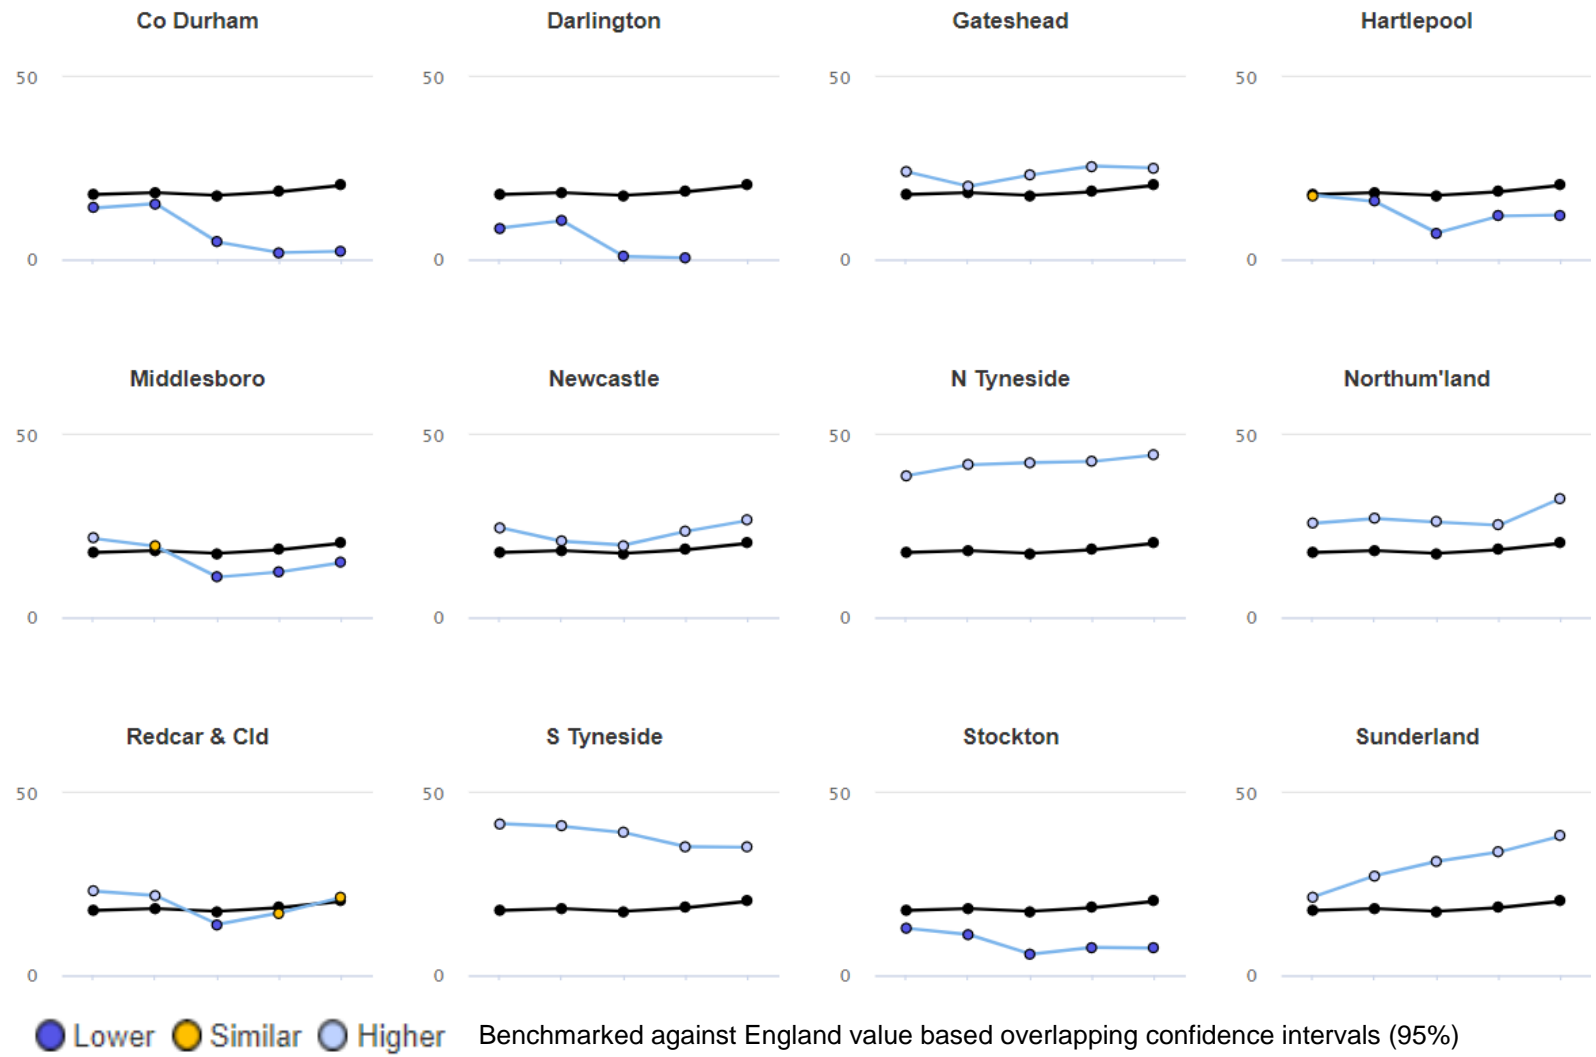 Co Durham
Darlington
Gateshead
Hartlepool
50
50
50
50
0
0
0
0
Middlesboro
Newcastle
N Tyneside
Northum'land
50
50
50
50
0
0
0
0
Redcar & Cld
S Tyneside
Stockton
Sunderland
50
50
50
50
0
0
0
0
Lower Similar Higher Benchmarked against England value based overlapping confidence intervals (95%)